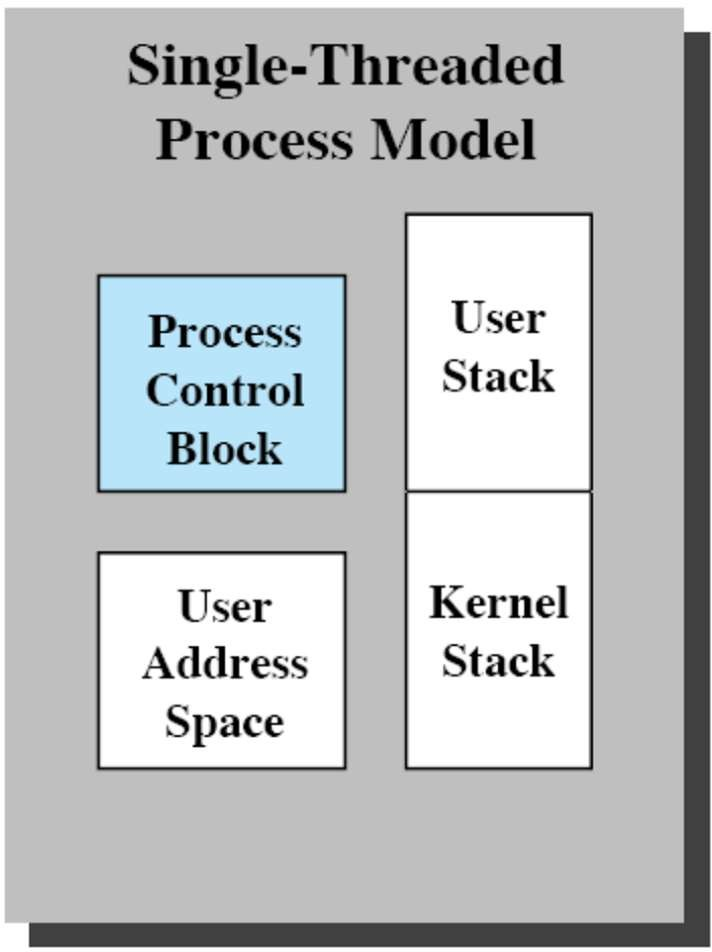 Single-Threaded
Process Model
Process
Control
Block
User
Stack
User
Address
Space
Kernel
Stack